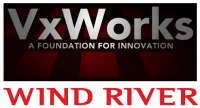 VxWorks
A FOUNDATION FOR INNOVATION
WIND RIVER